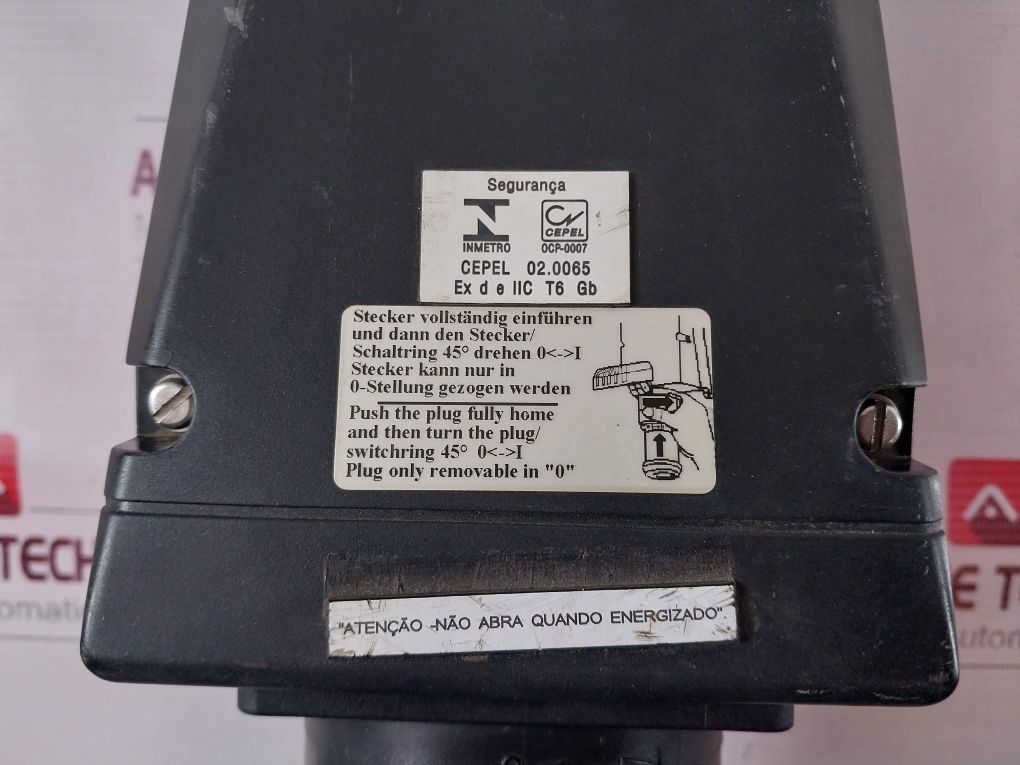 Segurança
INMETRO
CEPEL
OCP-0007
CEPEL 02.0065
Ex d e IIC T6 Gb
Stecker vollständig einführen
und dann den Stecker/
Schaltring 45° drehen 0<->I
Stecker kann nur in
0-Stellung gezogen werden
Push the plug fully home
and then turn the plug/
switchring 45° 0<->I
Plug only removable in "0"
"ATENÇÃO -NÃO ABRA QUANDO ENERGIZADO".